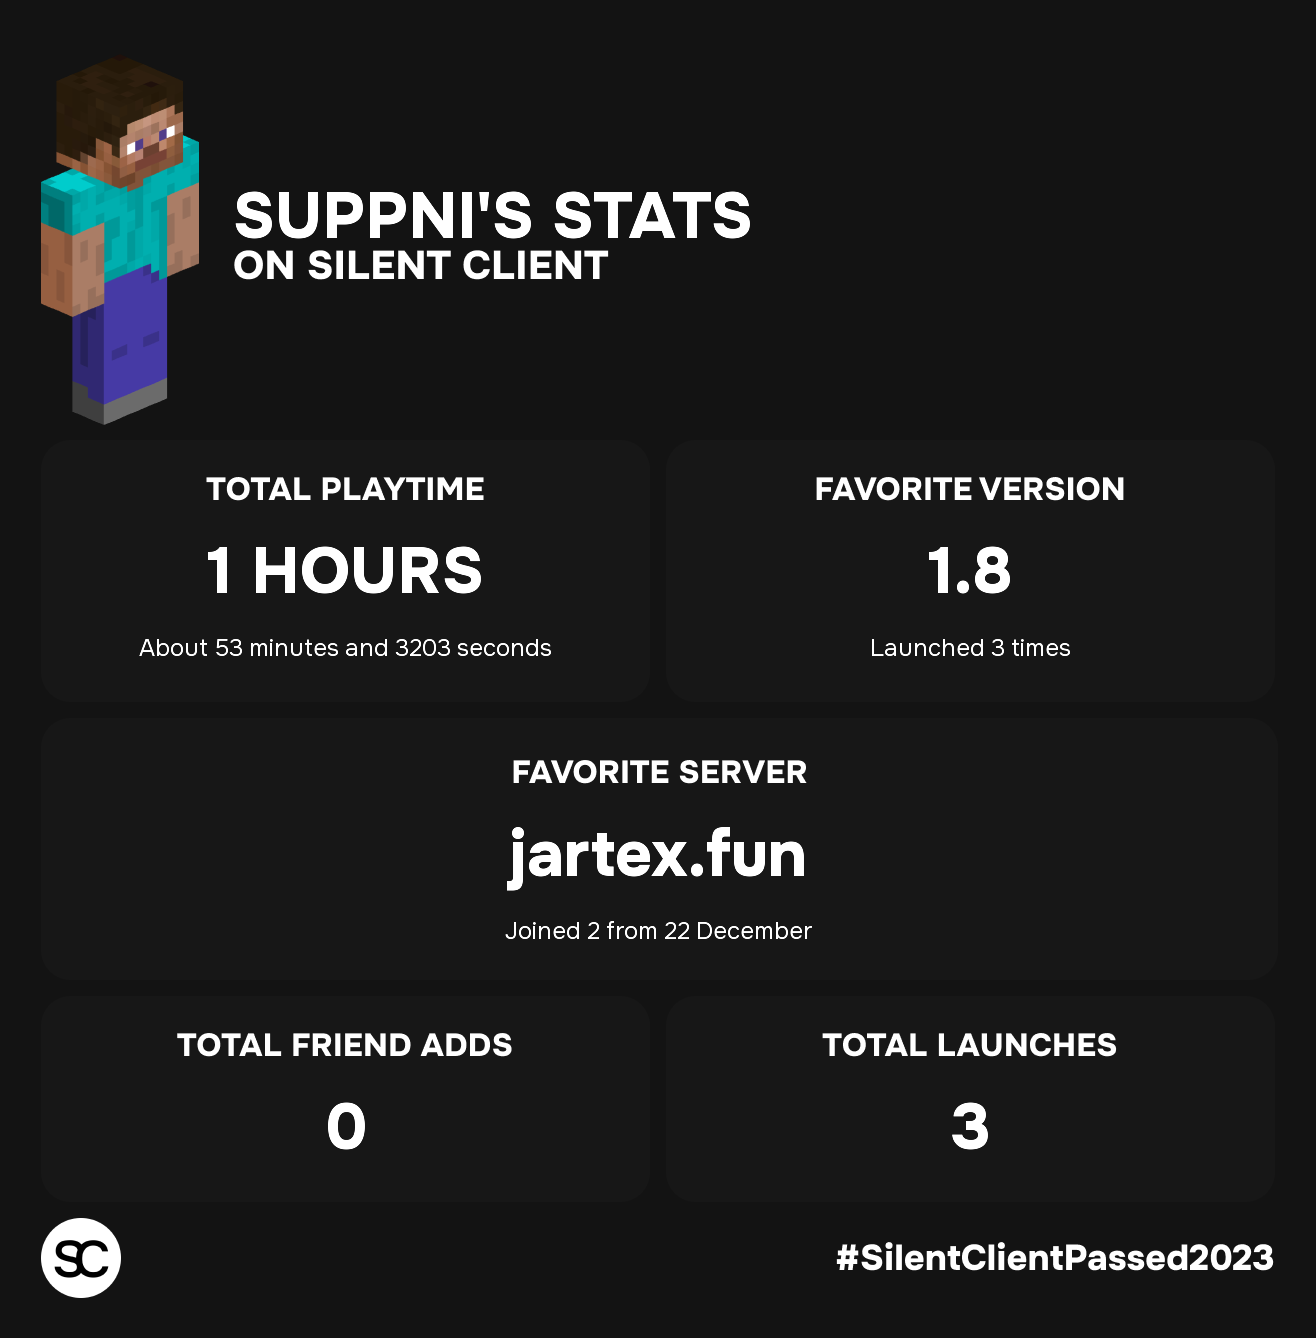 SUPPNI'S STATS
ON SILENT CLIENT
TOTAL PLAYTIME
1 HOURS
About 53 minutes and 3203 seconds
FAVORITE VERSION
1.8
Launched 3 times
FAVORITE SERVER
jartex.fun
Joined 2 from 22 December
TOTAL FRIEND ADDS
0
TOTAL LAUNCHES
3
SC
#SilentClientPassed2023